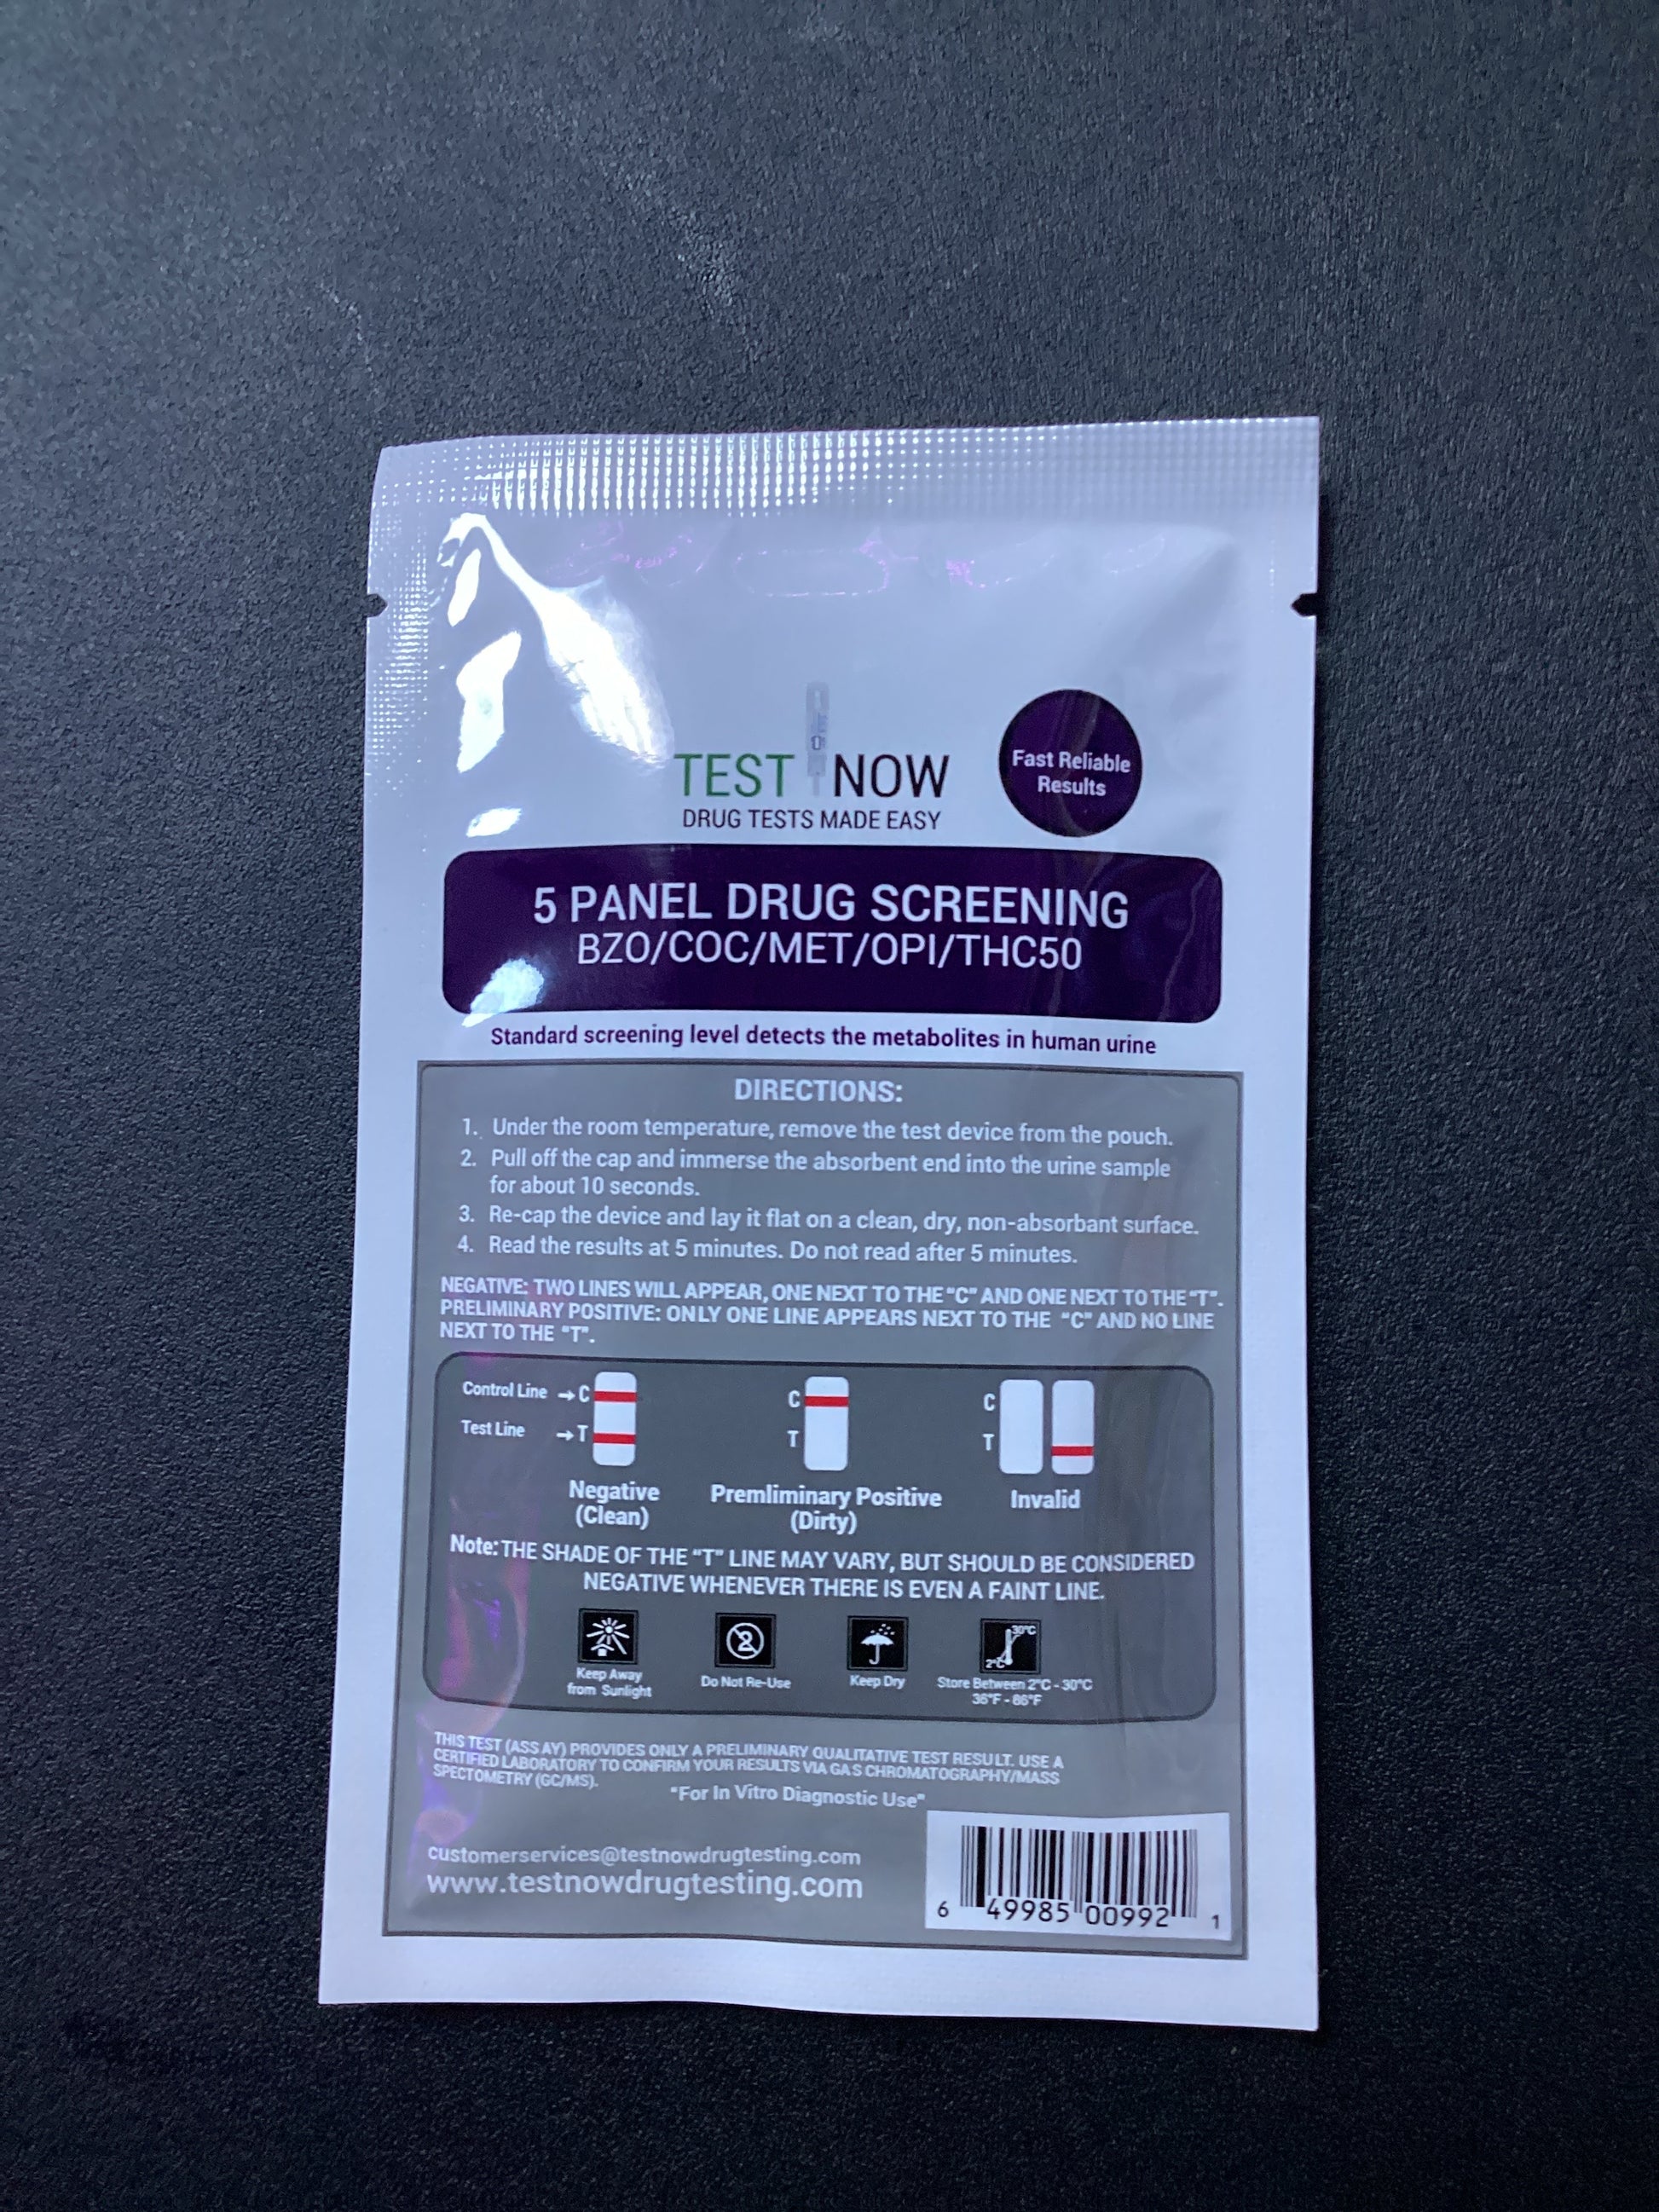 TEST NOW
DRUG TESTS MADE EASY
Fast Reliable
Results
5 PANEL DRUG SCREENING
BZO/COC/MET/OPI/THC50
Standard screening level detects the metabolites in human urine
DIRECTIONS:
1. Under the room temperature, remove the test device from the pouch.
2. Pull off the cap and immerse the absorbent end into the urine sample
for about 10 seconds.
3. Re-cap the device and lay it flat on a clean, dry, non-absorbant surface.
4. Read the results at 5 minutes. Do not read after 5 minutes.
NEGATIVE: TWO LINES WILL APPEAR, ONE NEXT TO THE "C" AND ONE NEXT TO THE "T".
PRELIMINARY POSITIVE: ONLY ONE LINE APPEARS NEXT TO THE "C" AND NO LINE
NEXT TO THE "T".
Control Line → C
Test Line → T
Negative
(Clean)
C
T
Premliminary Positive
(Dirty)
C
T
Invalid
Note: THE SHADE OF THE "T" LINE MAY VARY, BUT SHOULD BE CONSIDERED
NEGATIVE WHENEVER THERE IS EVEN A FAINT LINE.
Keep Away
from Sunlight
2
Do Not Re-Use
Keep Dry
30°C
2°C
Store Between 2°C - 30°C
36°F - 86°F
THIS TEST (ASSAY) PROVIDES ONLY A PRELIMINARY QUALITATIVE TEST RESULT. USE A
CERTIFIED LABORATORY TO CONFIRM YOUR RESULTS VIA GAS CHROMATOGRAPHY/MASS
SPECTOMETRY (GC/MS).
"For In Vitro Diagnostic Use"
customerservices@testnowdrugtesting.com
www.testnowdrugtesting.com
6 49985 00992 1